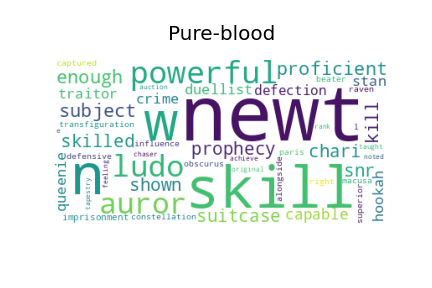 Pure-blood
captured
enough
powerful
proficient
beater
stan
traitor
duellist
defection
raven
auction
crime
subject
w
newt
kill
transfiguration
rank
1
e
skilled
influence
prophecy
chari
taught
defensive
chaser
paris
noted
n
ludo
obscurus
achieve
snr
queenie
feeling
shown
skill
original
alongside
right
macusa
tapestry
auror
superior
hookah
imprisonment
constellation
suitcase
capable